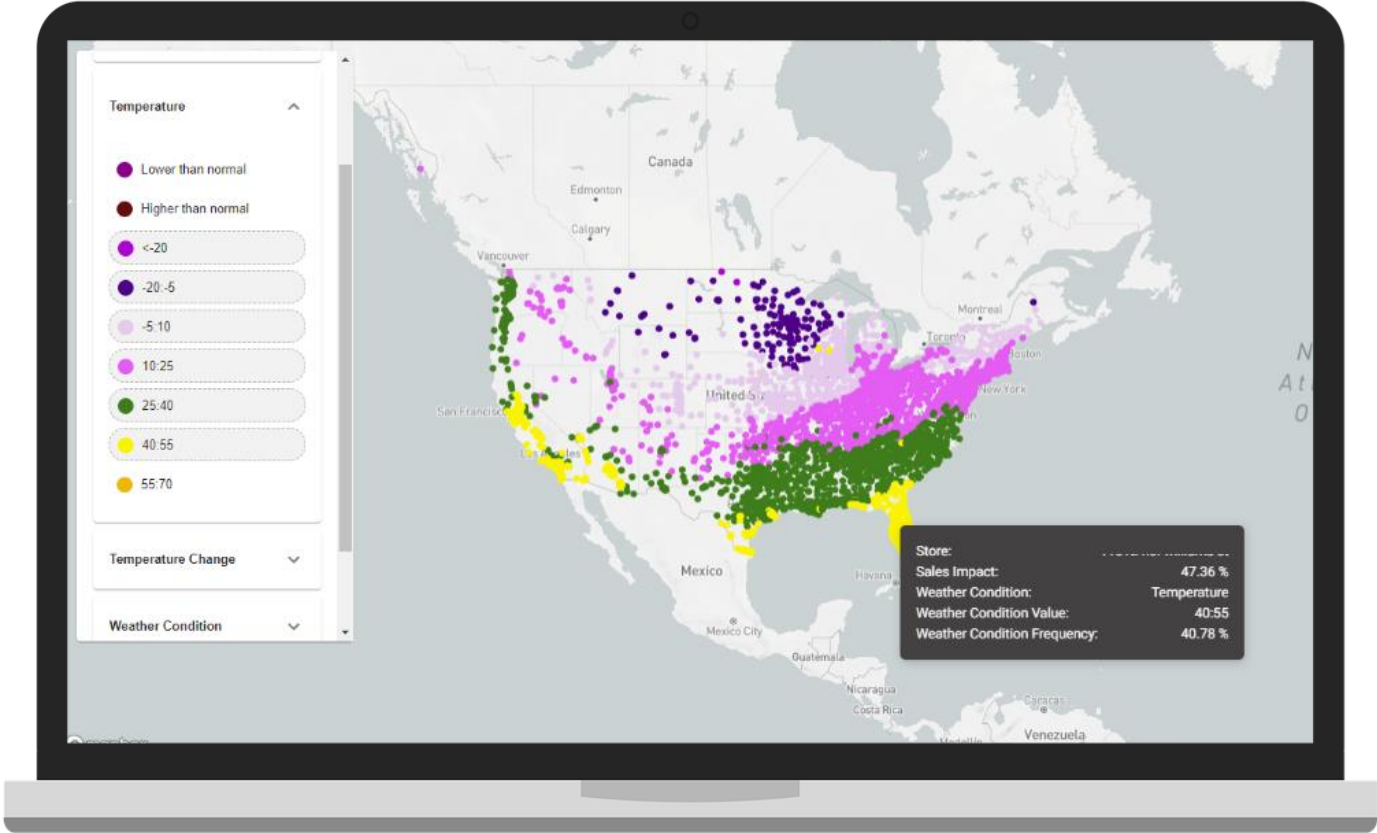 Temperature
Lower than normal
Higher than normal
<-20
-20:-5
-5:10
10:25
25:40
40:55
55:70
Temperature Change
Weather Condition
Canada
Edmonton
Calgary
Vancouver
Montreal
Toronto
Boston
New York
United
San Francisco
Los Angeles
N
At
O
Mexico
Havana
Mexico City
Guatemala
Nicaragua
Costa Rica
Caracas
Medellín
Venezuela
mapbox
Store:
Sales Impact: 47.36 %
Weather Condition: Temperature
Weather Condition Value: 40:55
Weather Condition Frequency: 40.78 %